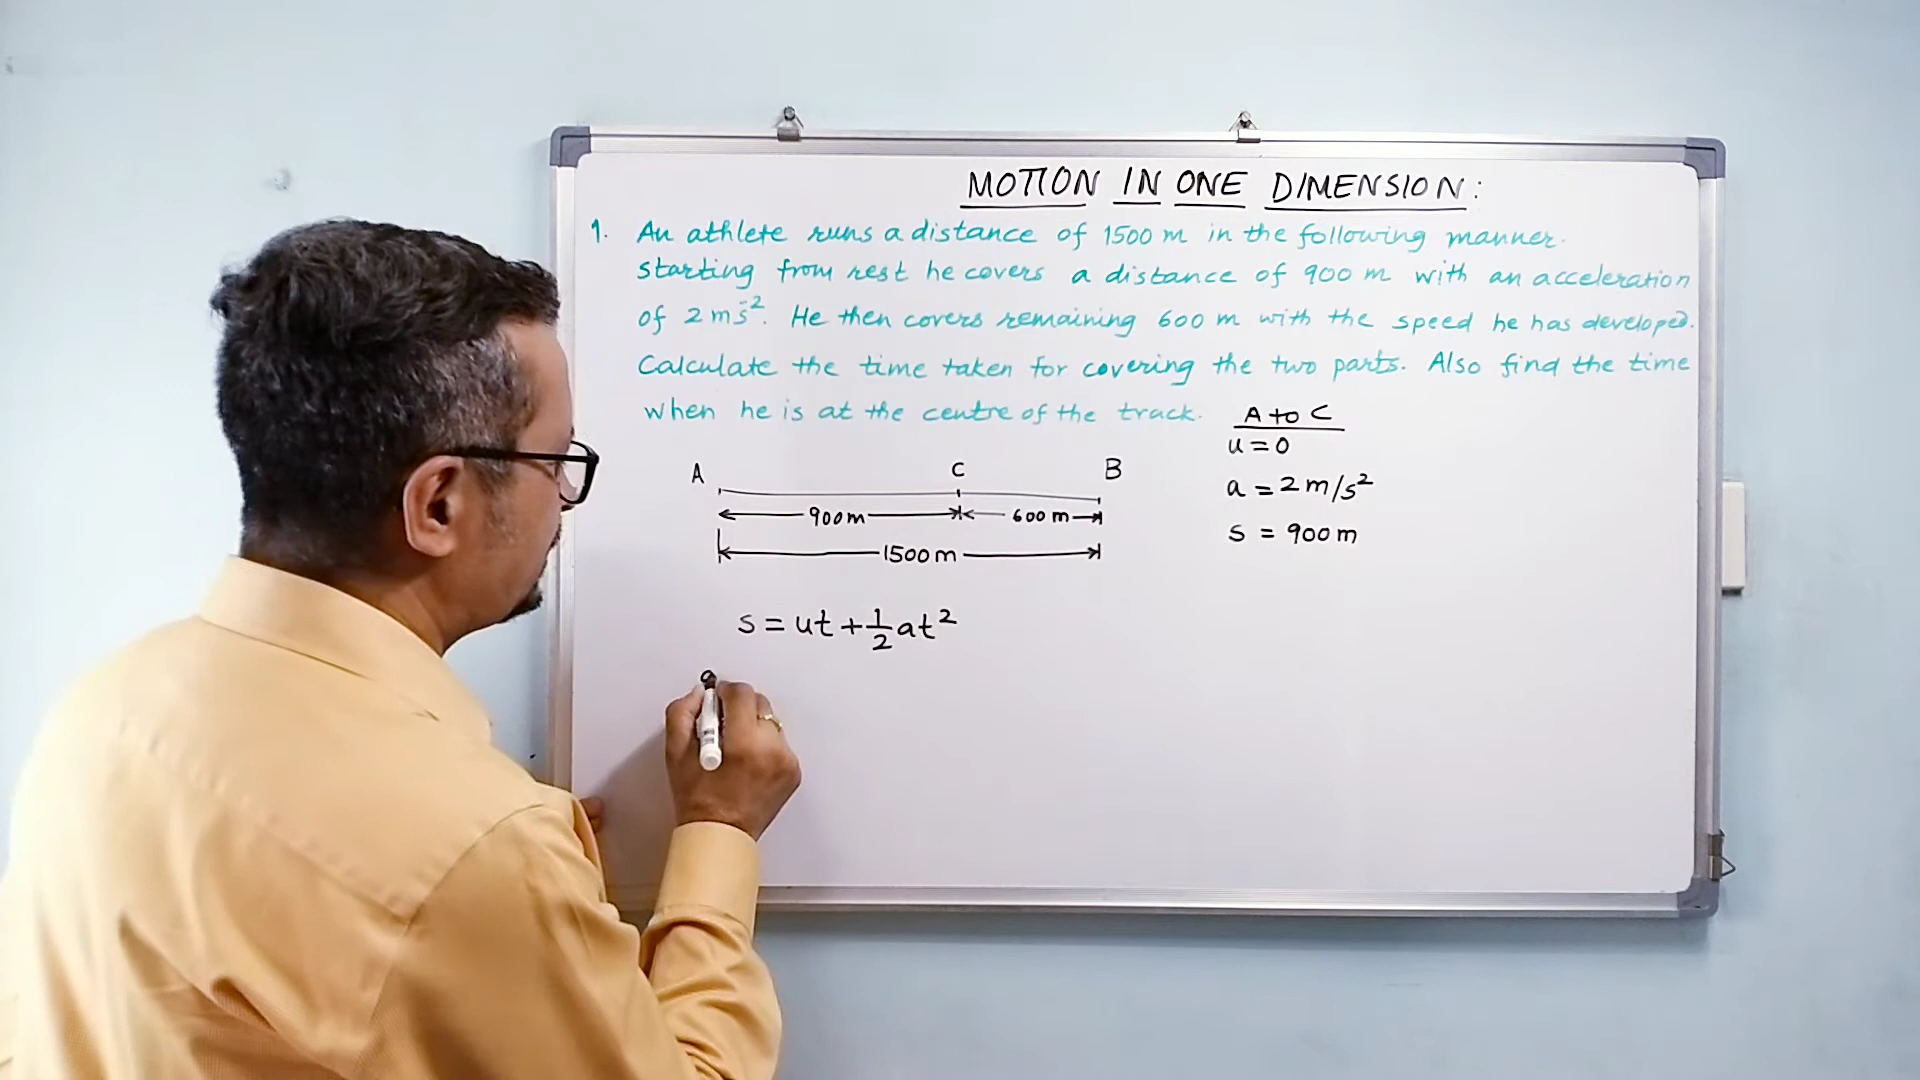 MOTION IN ONE DIMENSION:
1. An athlete runs a distance of 1500 m in the following manner.
starting from rest he covers a distance of 900 m with an acceleration
of 2 ms⁻². He then covers remaining 600 m with the speed he has developed.
Calculate the time taken for covering the two parts. Also find the time
when he is at the centre of the track.
A to C
u = 0
a = 2 m/s²
s = 900 m
A C B
900 m 600 m
1500 m
s = ut + 1/2 at²